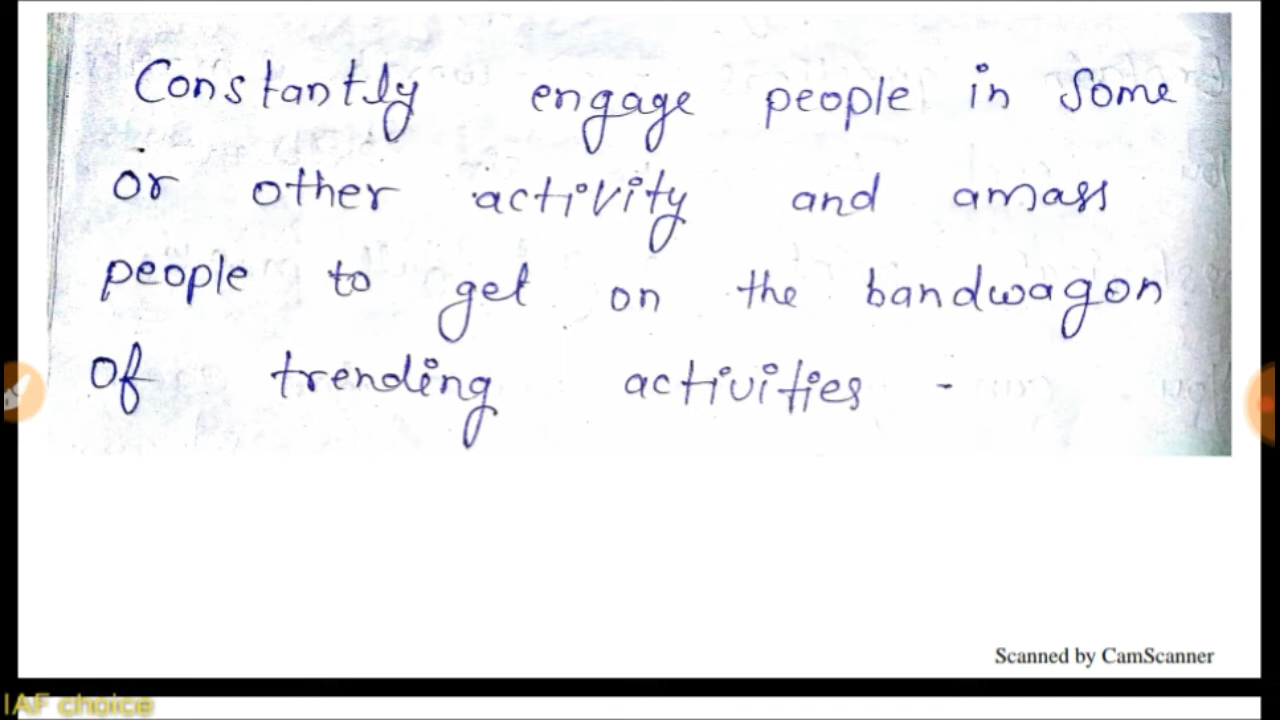 Constantly engage people in some
or other activity and amass
people to get on the bandwagon
of trending activities -
Scanned by CamScanner
IAF choice